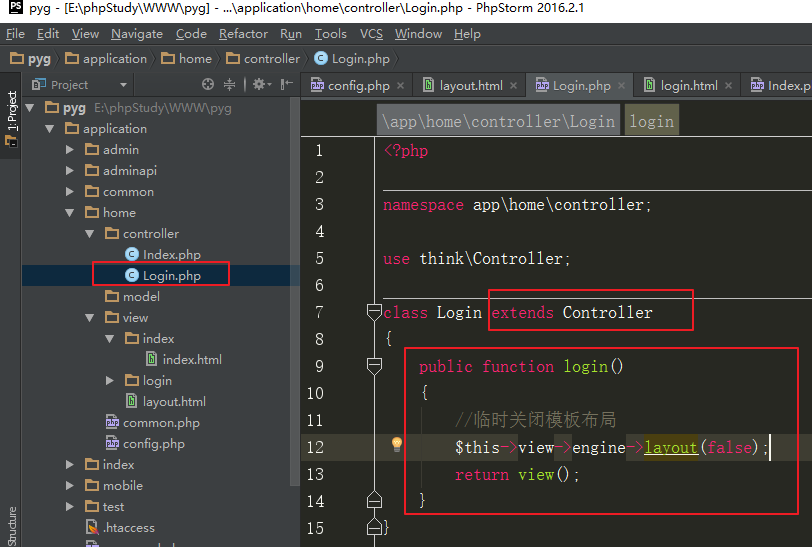 pyg - [E:\phpStudy\WWW\pyg] - ...\application\home\controller\Login.php - PhpStorm 2016.2.1
File Edit View Navigate Code Refactor Run Tools VCS Window Help
pyg application home controller Login.php
Project
config.php layout.html Login.php login.html Index.p
1: Project
Structure
pyg E:\phpStudy\WWW\pyg
application
admin
adminapi
common
home
controller
Index.php
Login.php
model
view
index
index.html
login
layout.html
common.php
config.php
index
mobile
test
.htaccess
\app\home\controller\Login login
1 <?php
2
3 namespace app\home\controller;
4
5 use think\Controller;
6
7 class Login extends Controller
8 {
9 public function login()
10 {
11 //临时关闭模板布局
12 $this->view->engine->layout(false);
13 return view();
14 }
15 }